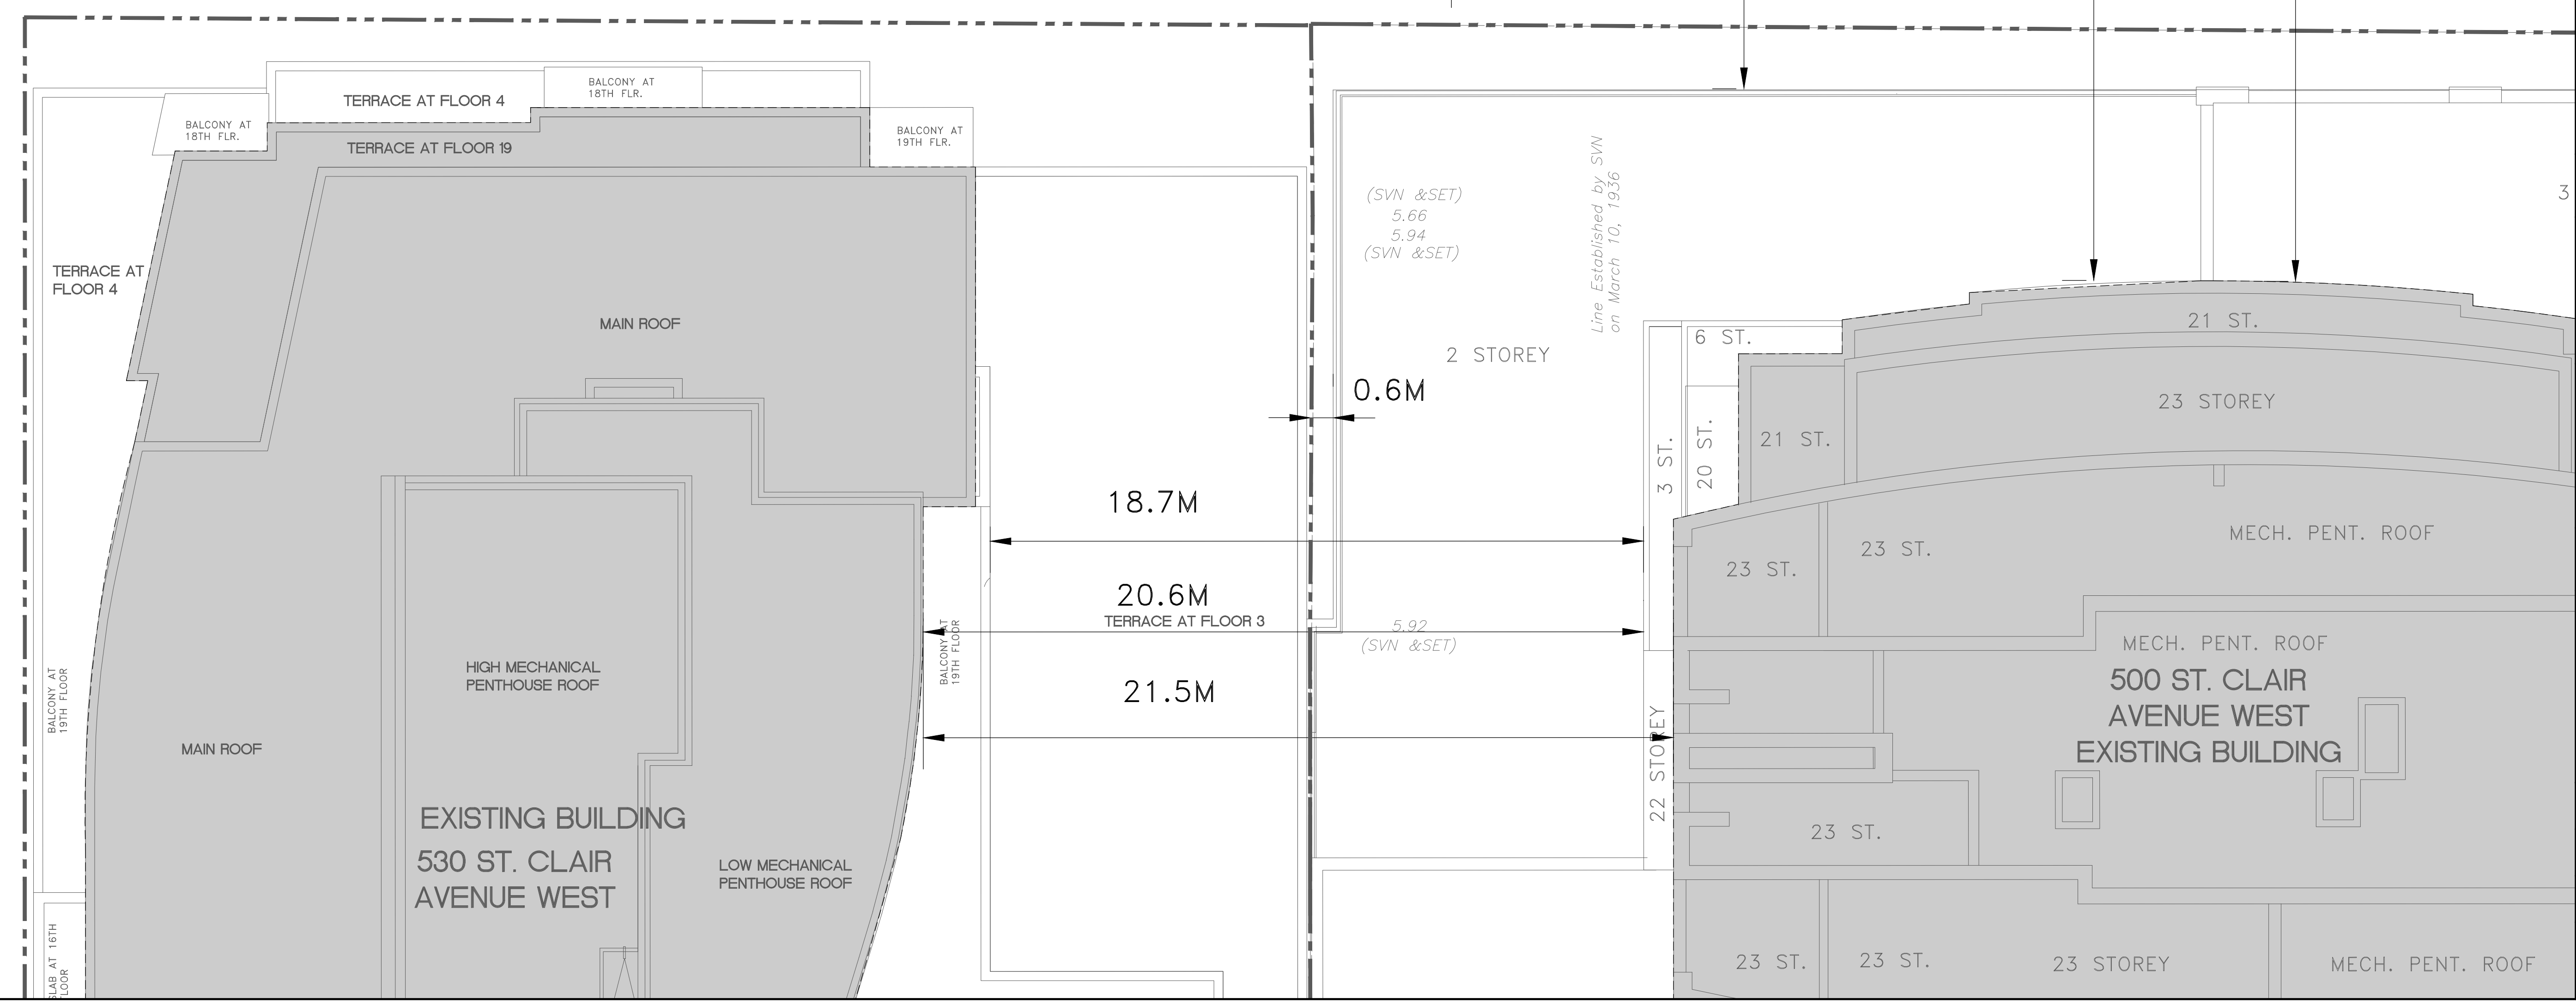 BALCONY AT
18TH FLR.
TERRACE AT FLOOR 4
BALCONY AT
18TH FLR.
BALCONY AT
19TH FLR.
TERRACE AT FLOOR 19
TERRACE AT
FLOOR 4
MAIN ROOF
HIGH MECHANICAL
PENTHOUSE ROOF
BALCONY AT
19TH FLOOR
MAIN ROOF
EXISTING BUILDING
530 ST. CLAIR
AVENUE WEST
LOW MECHANICAL
PENTHOUSE ROOF
SLAB AT 16TH
FLOOR
BALCONY AT
19TH FLOOR
18.7M
20.6M
TERRACE AT FLOOR 3
21.5M
0.6M
(SVN &SET)
5.66
5.94
(SVN &SET)
Line Established by SVN
on March 10, 1936
2 STOREY
5.92
(SVN &SET)
3
6 ST.
3 ST.
20 ST.
21 ST.
21 ST.
23 STOREY
MECH. PENT. ROOF
23 ST.
23 ST.
MECH. PENT. ROOF
500 ST. CLAIR
AVENUE WEST
EXISTING BUILDING
22 STOREY
23 ST.
23 ST.
23 ST.
23 STOREY
MECH. PENT. ROOF